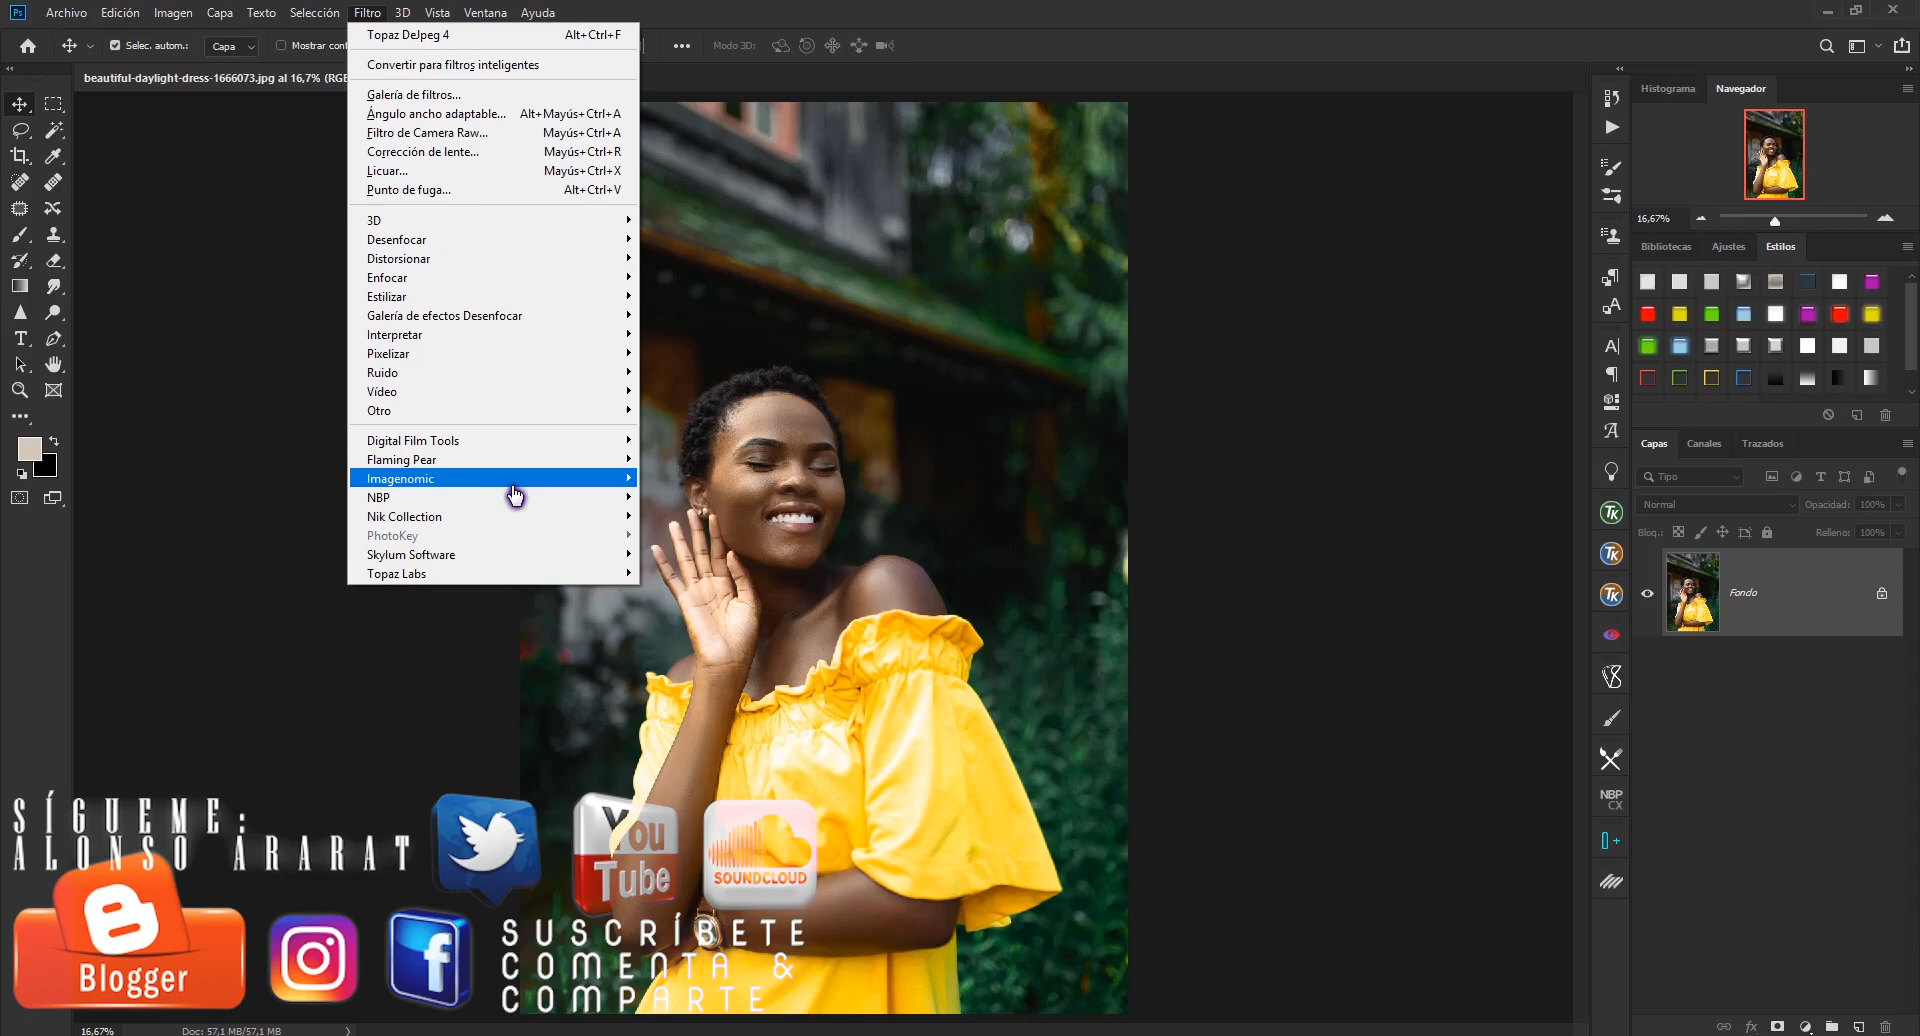 Ps Archivo Edición Imagen Capa Texto Selección Filtro 3D Vista Ventana Ayuda
Selec. autom.: Capa Mostrar
Modo 3D:
beautiful-daylight-dress-1666073.jpg al 16,7%
Topaz DeJpeg 4 Alt+Ctrl+F
Convertir para filtros inteligentes
Galería de filtros...
Ángulo ancho adaptable... Alt+Mayús+Ctrl+A
Filtro de Camera Raw... Mayús+Ctrl+A
Corrección de lente... Mayús+Ctrl+R
Licuar... Mayús+Ctrl+X
Punto de fuga... Alt+Ctrl+V
3D
Desenfocar
Distorsionar
Enfocar
Estilizar
Galería de efectos Desenfocar
Interpretar
Pixelizar
Ruido
Vídeo
Otro
Digital Film Tools
Flaming Pear
Imagenomic
NBP
Nik Collection
PhotoKey
Skylum Software
Topaz Labs
Histograma Navegador
16,67%
Bibliotecas Ajustes Estilos
Capas Canales Trazados
Tipo
Normal Opacidad: 100%
Bloq.: Relleno: 100%
Fondo
TK
TK
TK
NBP
CX
SÍGUEME:
ALONSO ÁRARAT
You
Tube
SOUNDCLOUD
Blogger
SUSCRÍBETE
COMENTA &
COMPARTE
16,67% Doc: 57,1 MB/57,1 MB